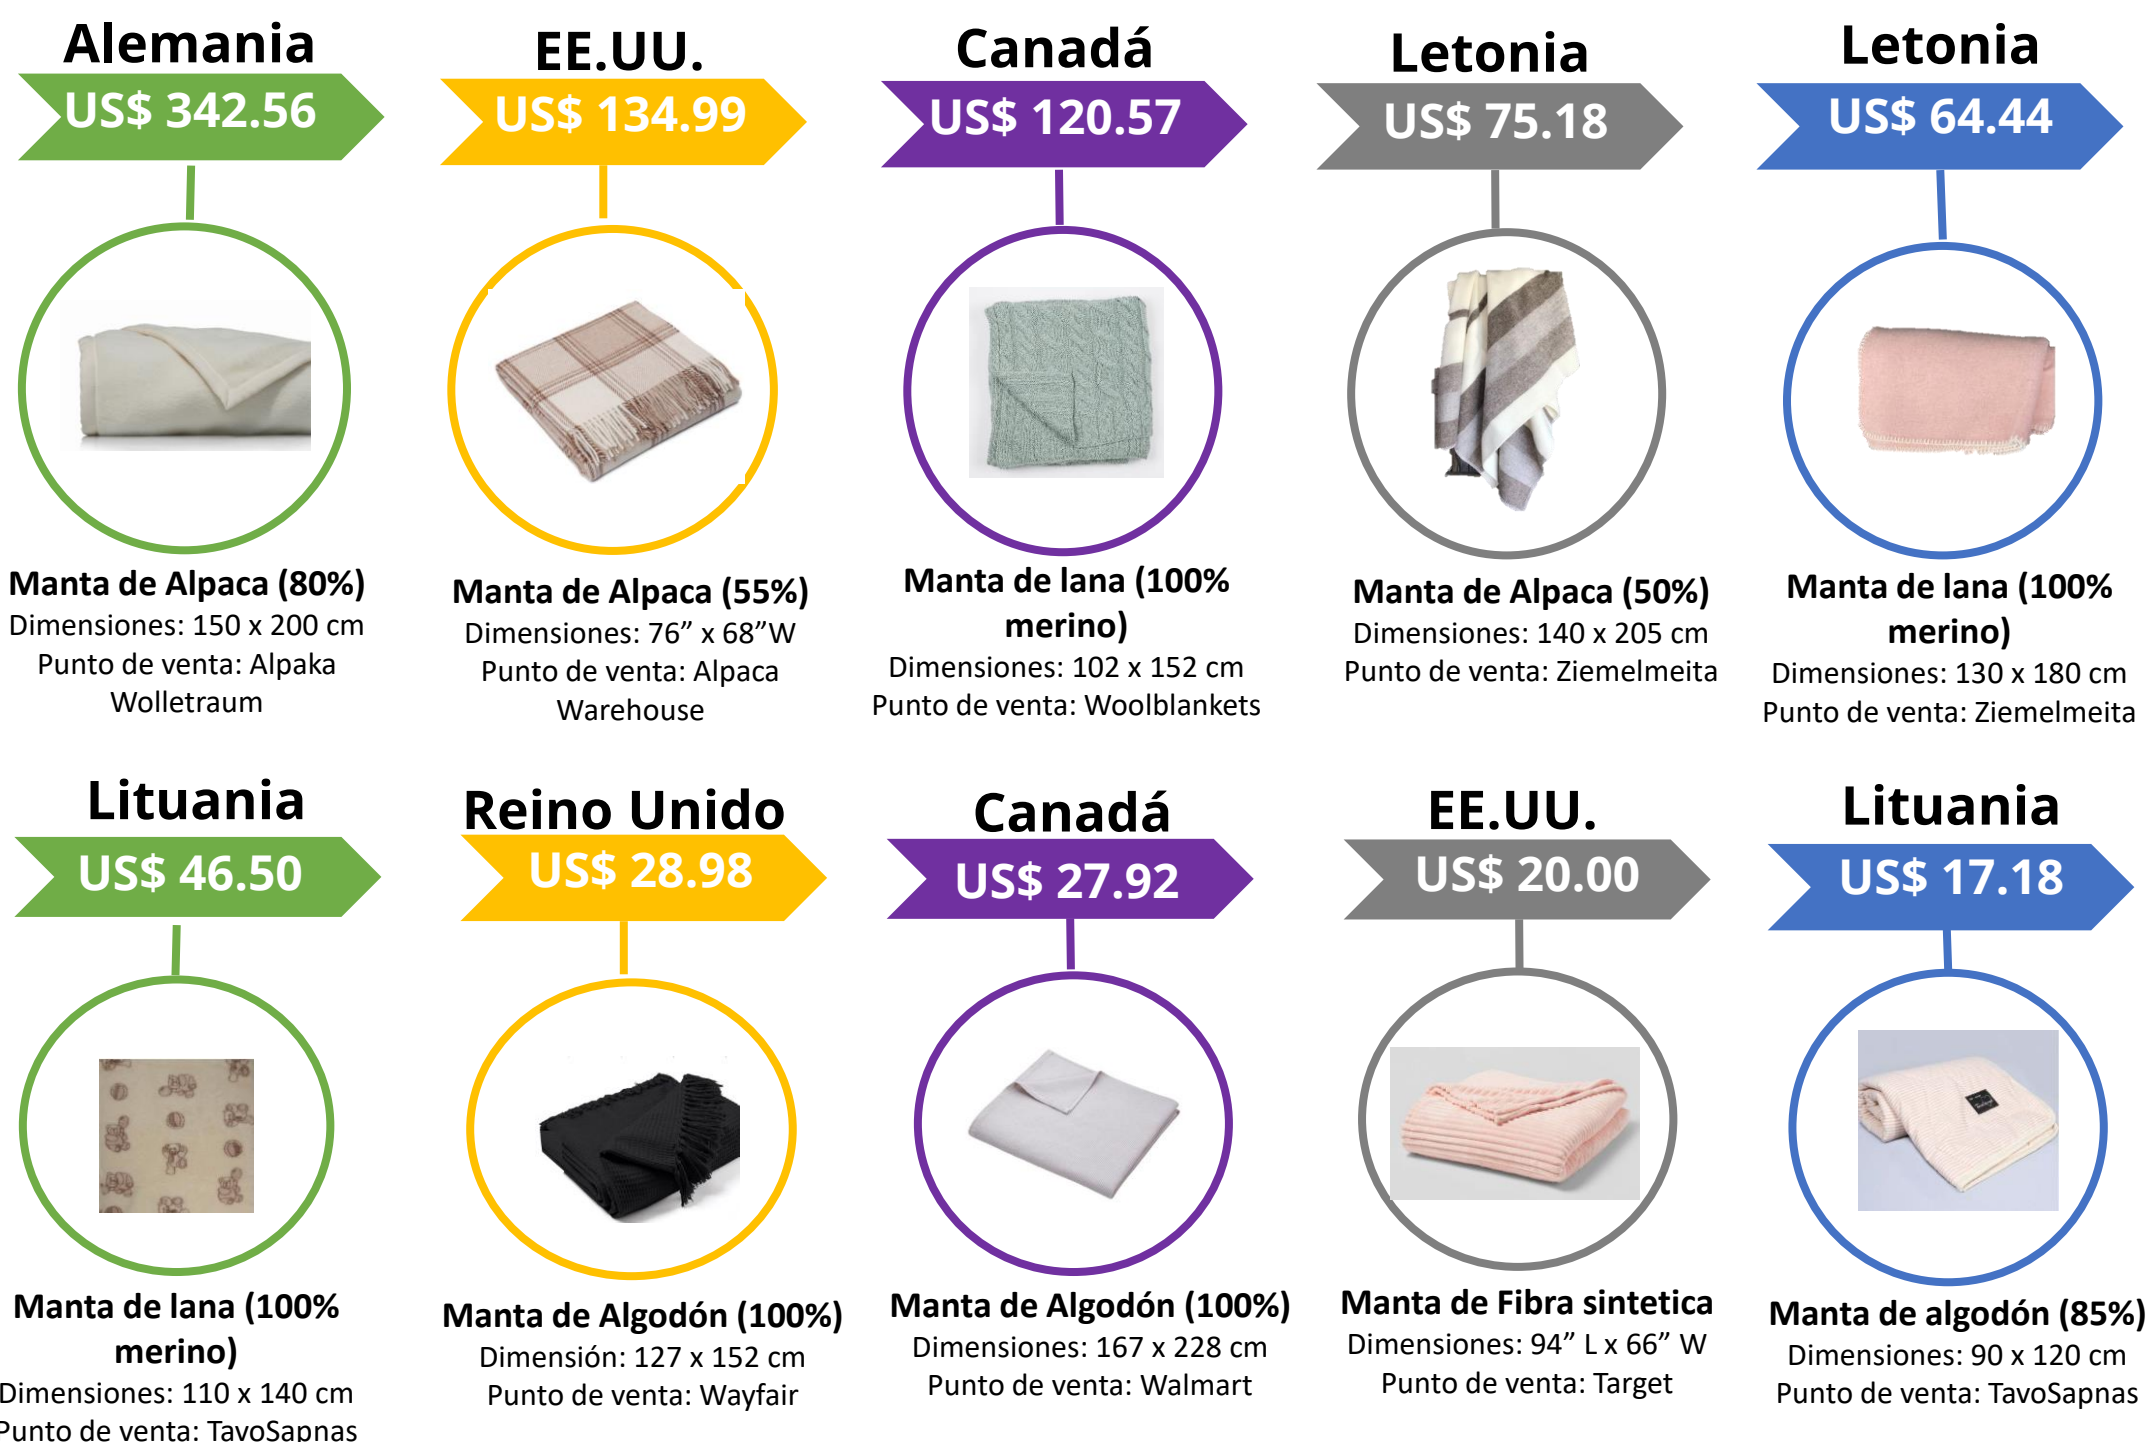 Alemania
US$ 342.56
Manta de Alpaca (80%)
Dimensiones: 150 x 200 cm
Punto de venta: Alpaka
Wolletraum
EE.UU.
US$ 134.99
Manta de Alpaca (55%)
Dimensiones: 76” x 68”W
Punto de venta: Alpaca
Warehouse
Canadá
US$ 120.57
Manta de lana (100%
merino)
Dimensiones: 102 x 152 cm
Punto de venta: Woolblankets
Letonia
US$ 75.18
Manta de Alpaca (50%)
Dimensiones: 140 x 205 cm
Punto de venta: Ziemelmeita
Letonia
US$ 64.44
Manta de lana (100%
merino)
Dimensiones: 130 x 180 cm
Punto de venta: Ziemelmeita
Lituania
US$ 46.50
Manta de lana (100%
merino)
Dimensiones: 110 x 140 cm
Punto de venta: TavoSapnas
Reino Unido
US$ 28.98
Manta de Algodón (100%)
Dimensión: 127 x 152 cm
Punto de venta: Wayfair
Canadá
US$ 27.92
Manta de Algodón (100%)
Dimensiones: 167 x 228 cm
Punto de venta: Walmart
EE.UU.
US$ 20.00
Manta de Fibra sintetica
Dimensiones: 94” L x 66” W
Punto de venta: Target
Lituania
US$ 17.18
Manta de algodón (85%)
Dimensiones: 90 x 120 cm
Punto de venta: TavoSapnas